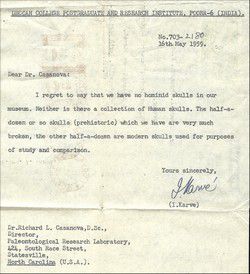 DECCAN COLLEGE POSTGRADUATE AND RESEARCH INSTITUTE, POONA-6 (INDIA)
No.703-2180
16th May 1959.
Dear Dr. Casanova:
I regret to say that we have no hominid skulls in our
museum. Neither is there a collection of Human skulls. The half-a-
dozen or so skulls (prehistoric) which we have are very much
broken, the other half-a-dozen are modern skulls used for purposes
of study and comparison.
Yours sincerely,
I. Karvé
(I.Karve)
Dr.Richard L. Casanova,D.Sc.,
Director,
Paleontological Research Laboratory,
424, South Race Street,
Statesville,
North Carolina (U.S.A.).